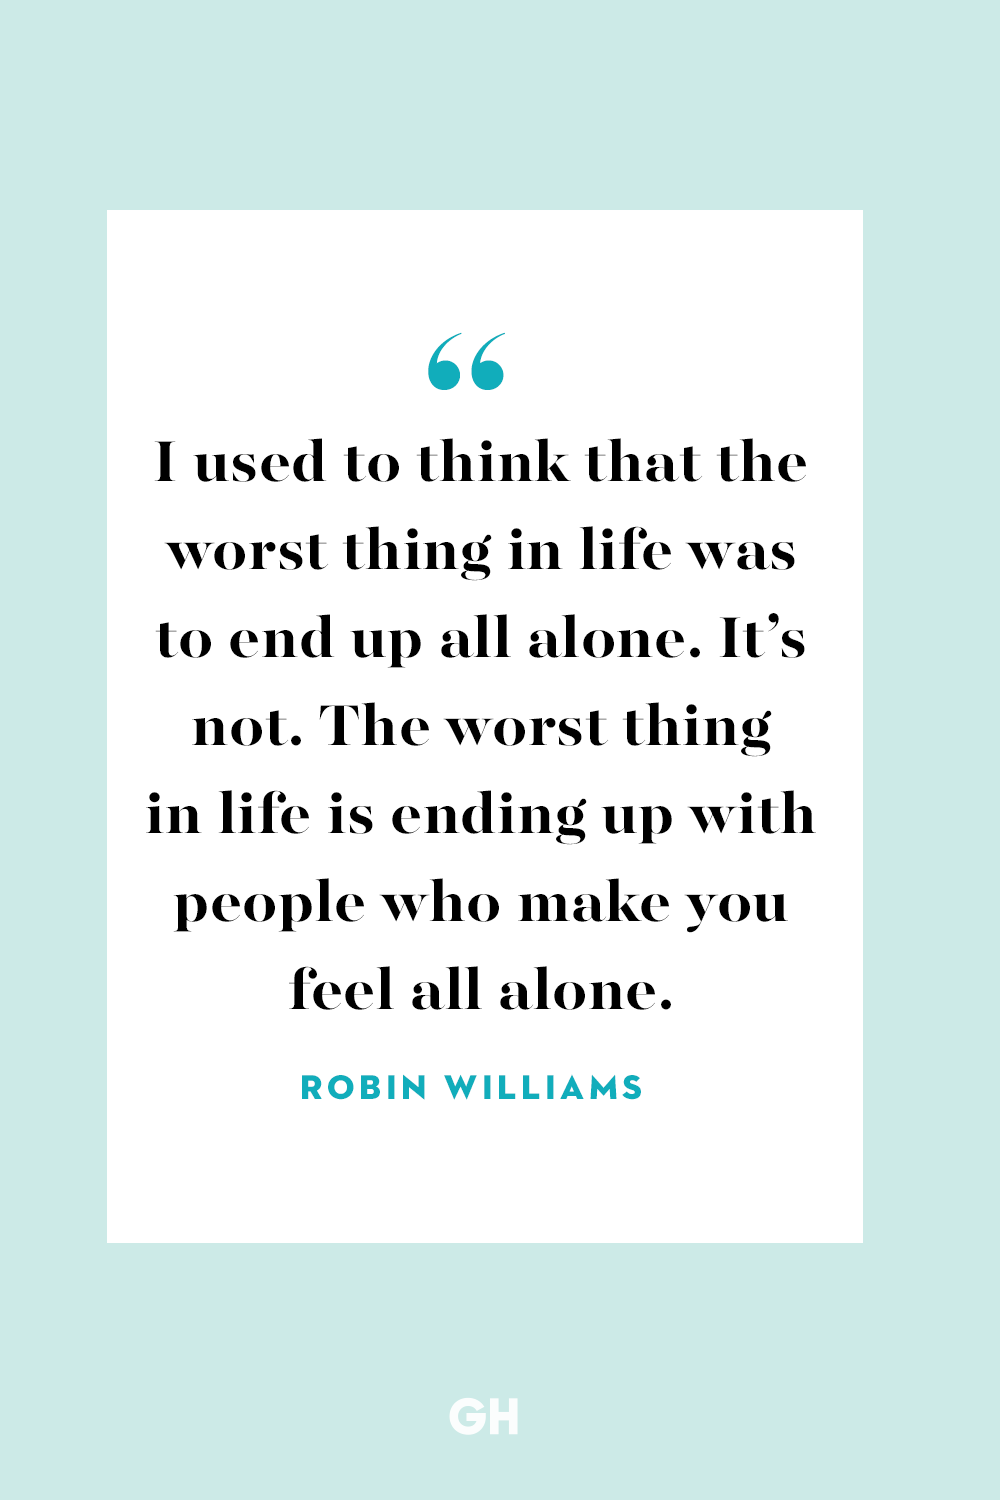 “
I used to think that the
worst thing in life was
to end up all alone. It’s
not. The worst thing
in life is ending up with
people who make you
feel all alone.
ROBIN WILLIAMS
GH